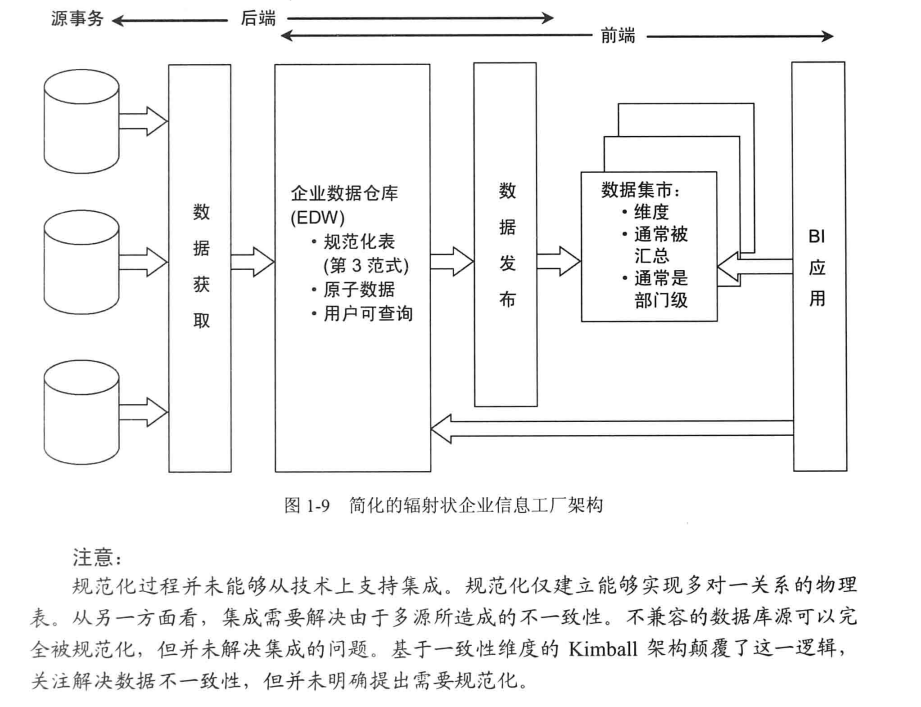 源事务
后端
前端
数
据
获
取
企业数据仓库
(EDW)
·规范化表
(第 3 范式)
·原子数据
·用户可查询
数
据
发
布
数据集市:
·维度
·通常被
汇总
·通常是
部门级
BI
应
用
图 1-9 简化的辐射状企业信息工厂架构
注意:
规范化过程并未能够从技术上支持集成。规范化仅建立能够实现多对一关系的物理
表。从另一方面看，集成需要解决由于多源所造成的不一致性。不兼容的数据库源可以完
全被规范化，但并未解决集成的问题。基于一致性维度的 Kimball 架构颠覆了这一逻辑，
关注解决数据不一致性，但并未明确提出需要规范化。